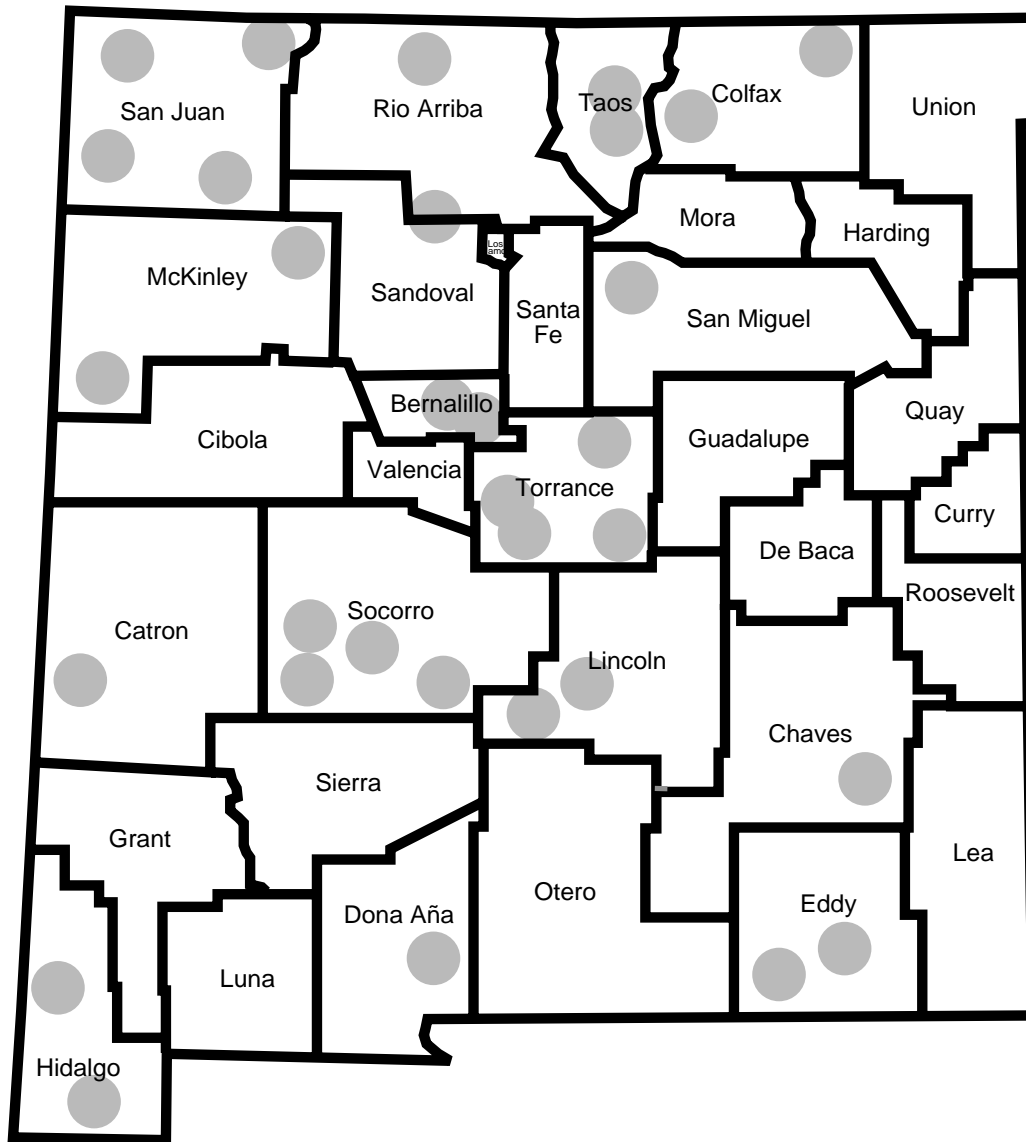 San Juan
Rio Arriba
Taos
Colfax
Union
Mora
Harding
McKinley
Sandoval
Los
amo
Santa
Fe
San Miguel
Bernalillo
Quay
Cibola
Guadalupe
Valencia
Torrance
Curry
De Baca
Roosevelt
Socorro
Catron
Lincoln
Chaves
Sierra
Grant
Lea
Otero
Eddy
Dona Aña
Luna
Hidalgo